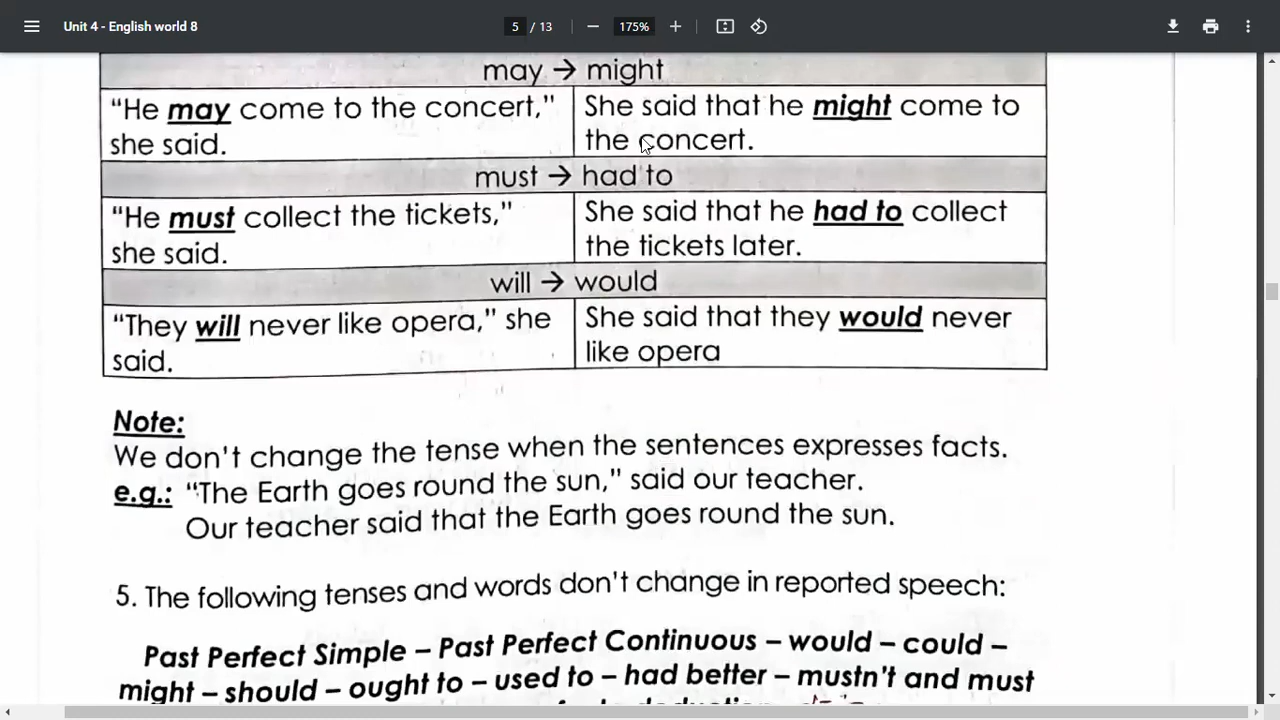 Unit 4 - English world 8
5 / 13
175%
may → might
“He may come to the concert,”
she said.
She said that he might come to
the concert.
must → had to
“He must collect the tickets,”
she said.
She said that he had to collect
the tickets later.
will → would
“They will never like opera,” she
said.
She said that they would never
like opera
Note:
We don't change the tense when the sentences expresses facts.
e.g.: “The Earth goes round the sun,” said our teacher.
Our teacher said that the Earth goes round the sun.
5. The following tenses and words don't change in reported speech:
Past Perfect Simple – Past Perfect Continuous – would – could –
might – should – ought to – used to – had better – mustn't and must